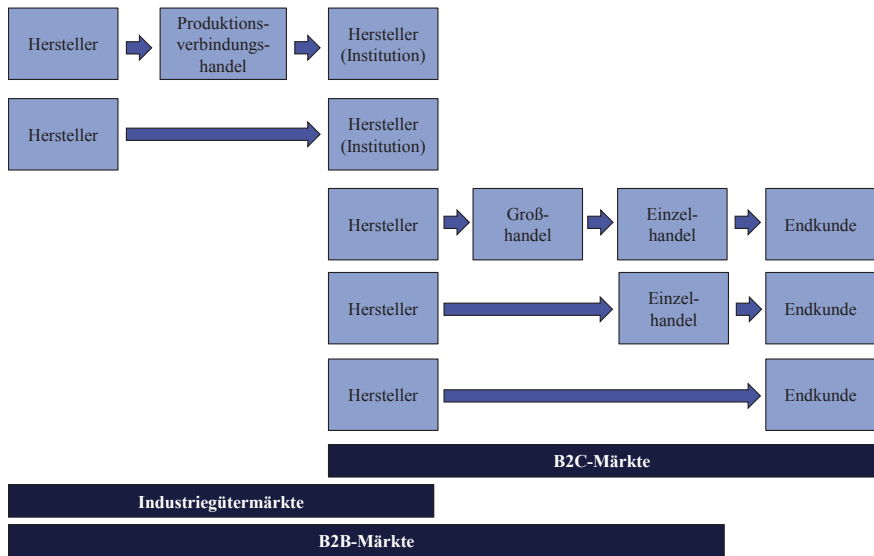 Hersteller
Produktions-
verbindungs-
handel
Hersteller
(Institution)
Hersteller
Hersteller
(Institution)
Hersteller
Groß-
handel
Einzel-
handel
Endkunde
Hersteller
Einzel-
handel
Endkunde
Hersteller
Endkunde
B2C-Märkte
Industriegütermärkte
B2B-Märkte